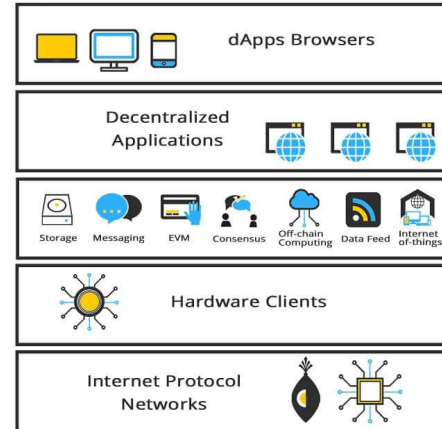 dApps Browsers
Decentralized
Applications
Storage
Messaging
EVM
Consensus
Off-chain
Computing
Data Feed
Internet
of-things
Hardware Clients
Internet Protocol
Networks